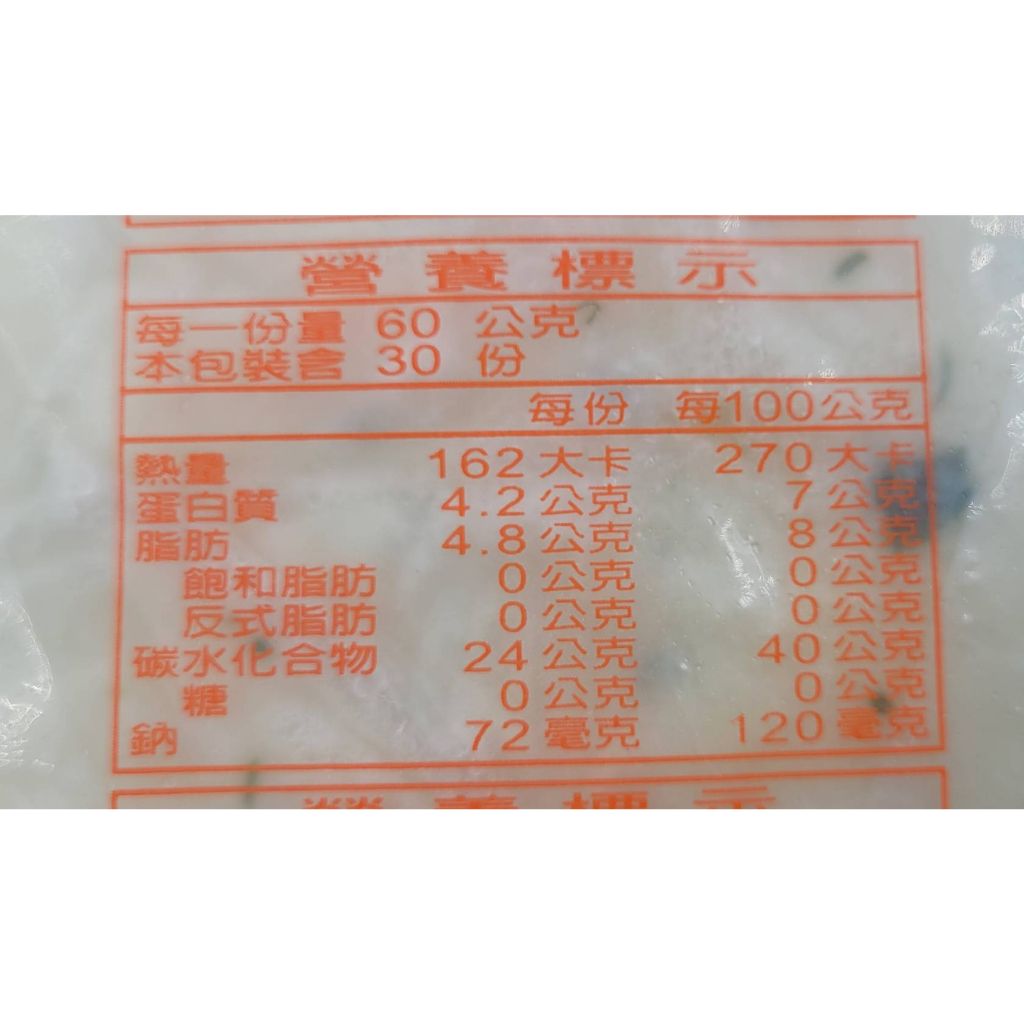 營養標示
每一份量 60 公克
本包裝含 30 份
每份 每100公克
熱量 162 大卡 270 大卡
蛋白質 4.2 公克 7 公克
脂肪 4.8 公克 8 公克
飽和脂肪 0 公克 0 公克
反式脂肪 0 公克 0 公克
碳水化合物 24 公克 40 公克
糖 0 公克 0 公克
鈉 72 毫克 120 毫克
營養標示